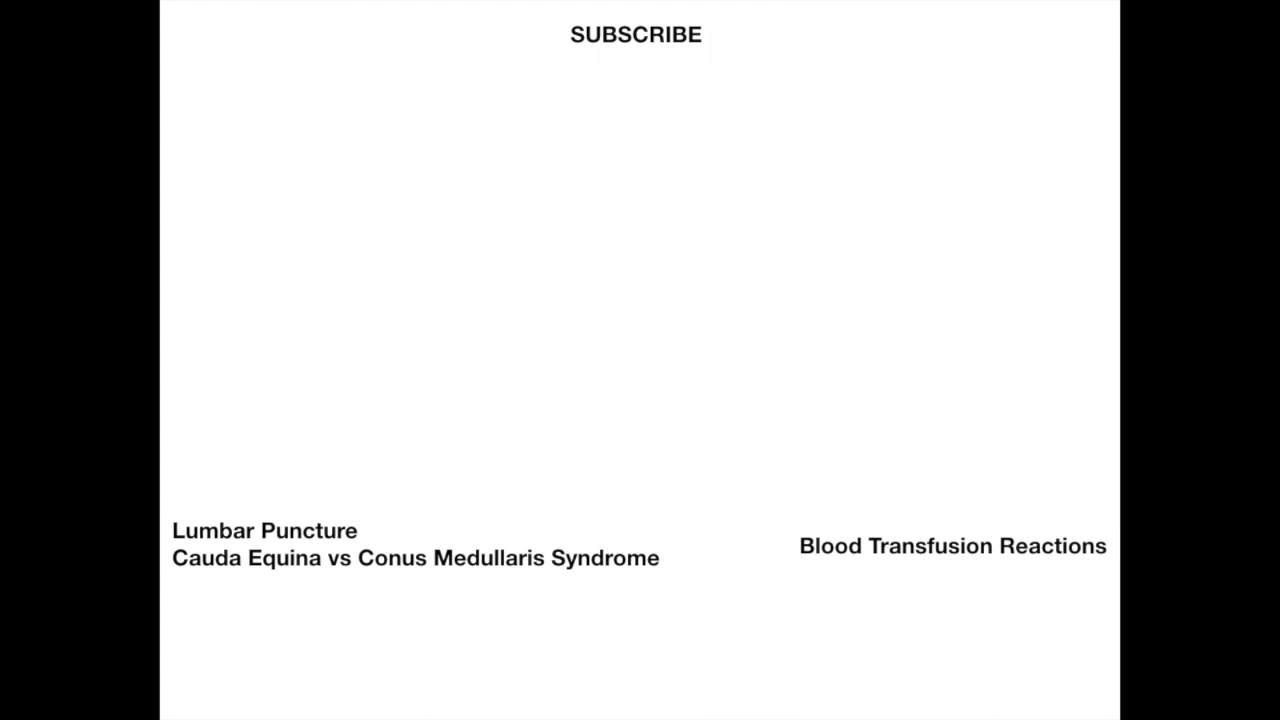 SUBSCRIBE
Lumbar Puncture
Cauda Equina vs Conus Medullaris Syndrome
Blood Transfusion Reactions